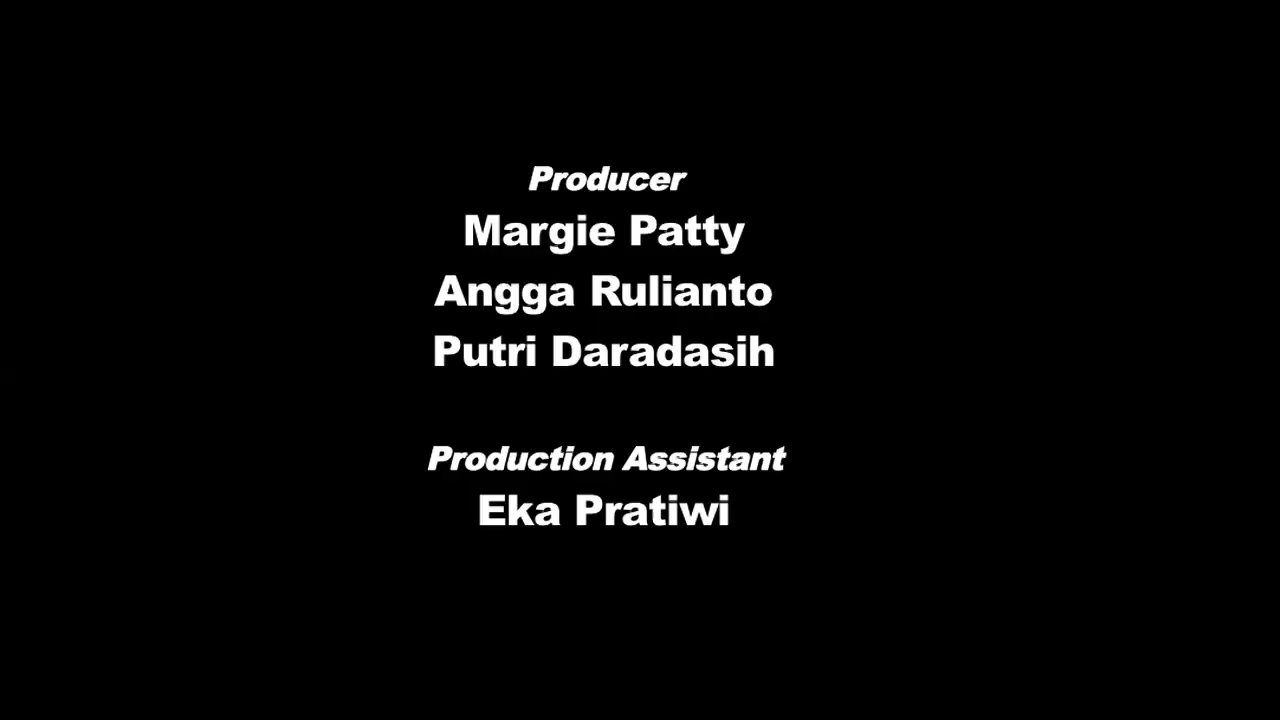 Producer
Margie Patty
Angga Rulianto
Putri Daradasih
Production Assistant
Eka Pratiwi